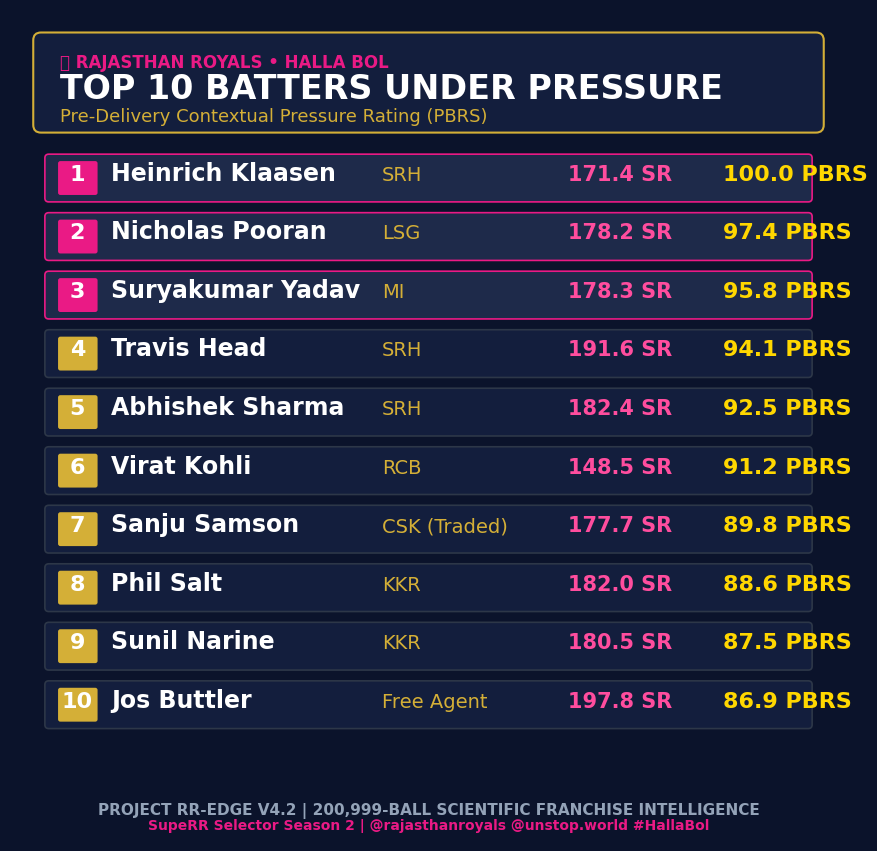 RAJASTHAN ROYALS • HALLA BOL
TOP 10 BATTERS UNDER PRESSURE
Pre-Delivery Contextual Pressure Rating (PBRS)
1 Heinrich Klaasen SRH 171.4 SR 100.0 PBRS
2 Nicholas Pooran LSG 178.2 SR 97.4 PBRS
3 Suryakumar Yadav MI 178.3 SR 95.8 PBRS
4 Travis Head SRH 191.6 SR 94.1 PBRS
5 Abhishek Sharma SRH 182.4 SR 92.5 PBRS
6 Virat Kohli RCB 148.5 SR 91.2 PBRS
7 Sanju Samson CSK (Traded) 177.7 SR 89.8 PBRS
8 Phil Salt KKR 182.0 SR 88.6 PBRS
9 Sunil Narine KKR 180.5 SR 87.5 PBRS
10 Jos Buttler Free Agent 197.8 SR 86.9 PBRS
PROJECT RR-EDGE V4.2 | 200,999-BALL SCIENTIFIC FRANCHISE INTELLIGENCE
SupeRR Selector Season 2 | @rajasthanroyals @unstop.world #HallaBol